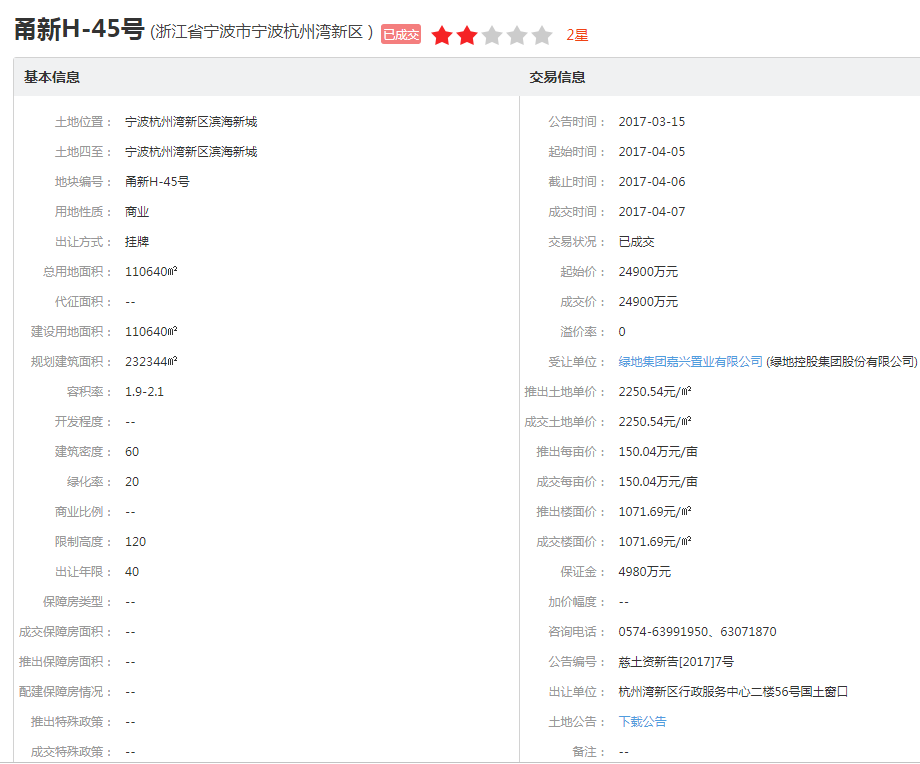 甬新H-45号 (浙江省宁波市宁波杭州湾新区 ) 已成交 2星
基本信息
土地位置： 宁波杭州湾新区滨海新城
土地四至： 宁波杭州湾新区滨海新城
地块编号： 甬新H-45号
用地性质： 商业
出让方式： 挂牌
总用地面积： 110640㎡
代征面积： --
建设用地面积： 110640㎡
规划建筑面积： 232344㎡
容积率： 1.9-2.1
开发程度： --
建筑密度： 60
绿化率： 20
商业比例： --
限制高度： 120
出让年限： 40
保障房类型： --
成交保障房面积： --
推出保障房面积： --
配建保障房情况： --
推出特殊政策： --
成交特殊政策： --
交易信息
公告时间： 2017-03-15
起始时间： 2017-04-05
截止时间： 2017-04-06
成交时间： 2017-04-07
交易状况： 已成交
起始价： 24900万元
成交价： 24900万元
溢价率： 0
受让单位： 绿地集团嘉兴置业有限公司 (绿地控股集团股份有限公司)
推出土地单价： 2250.54元/㎡
成交土地单价： 2250.54元/㎡
推出每亩价： 150.04万元/亩
成交每亩价： 150.04万元/亩
推出楼面价： 1071.69元/㎡
成交楼面价： 1071.69元/㎡
保证金： 4980万元
加价幅度： --
咨询电话： 0574-63991950、63071870
公告编号： 慈土资新告[2017]7号
出让单位： 杭州湾新区行政服务中心二楼56号国土窗口
土地公告： 下载公告
备注： --